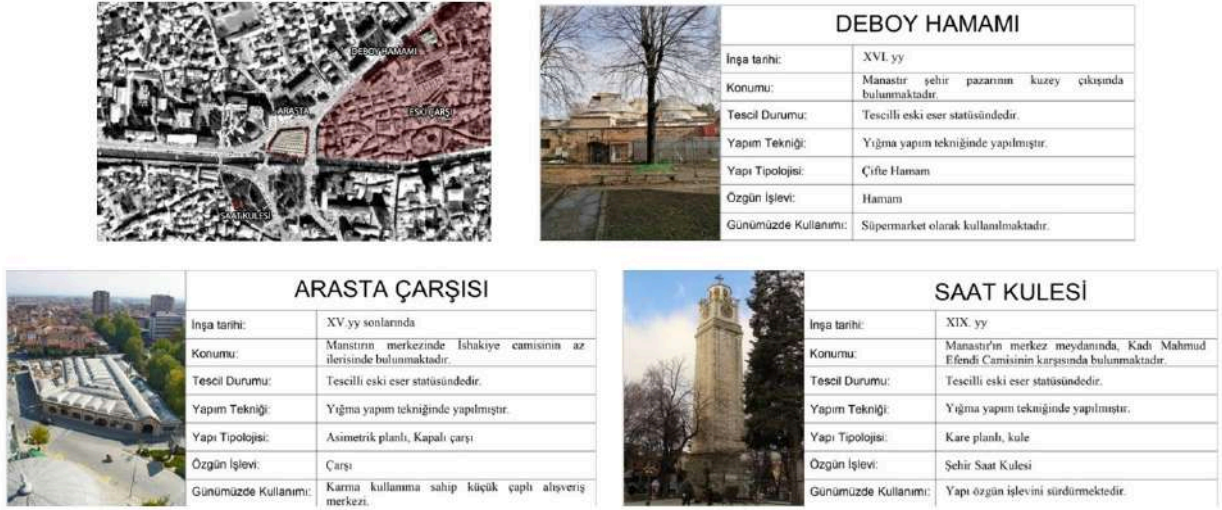 DEBOY HAMAMI
ARASTA
ESKİ ÇARŞI
SAAT KULESİ
DEBOY HAMAMI
İnşa tarihi: XVI. yy
Konumu: Manastır şehir pazarının kuzey çıkışında
bulunmaktadır.
Tescil Durumu: Tescilli eski eser statüsündedir.
Yapım Tekniği: Yığma yapım tekniğinde yapılmıştır.
Yapı Tipolojisi: Çifte Hamam
Özgün İşlevi: Hamam
Günümüzde Kullanımı: Süpermarket olarak kullanılmaktadır.
ARASTA ÇARŞISI
İnşa tarihi: XV.yy sonlarında
Konumu: Manstırın merkezinde İshakiye camisinin az
ilerisinde bulunmaktadır.
Tescil Durumu: Tescilli eski eser statüsündedir.
Yapım Tekniği: Yığma yapım tekniğinde yapılmıştır.
Yapı Tipolojisi: Asimetrik planlı, Kapalı çarşı
Özgün İşlevi: Çarşı
Günümüzde Kullanımı: Karma kullanıma sahip küçük çaplı alışveriş
merkezi.
SAAT KULESİ
İnşa tarihi: XIX. yy
Konumu: Manastır'ın merkez meydanında, Kadı Mahmud
Efendi Camisinin karşısında bulunmaktadır.
Tescil Durumu: Tescilli eski eser statüsündedir.
Yapım Tekniği: Yığma yapım tekniğinde yapılmıştır.
Yapı Tipolojisi: Kare planlı, kule
Özgün İşlevi: Şehir Saat Kulesi
Günümüzde Kullanımı: Yapı özgün işlevini sürdürmektedir.